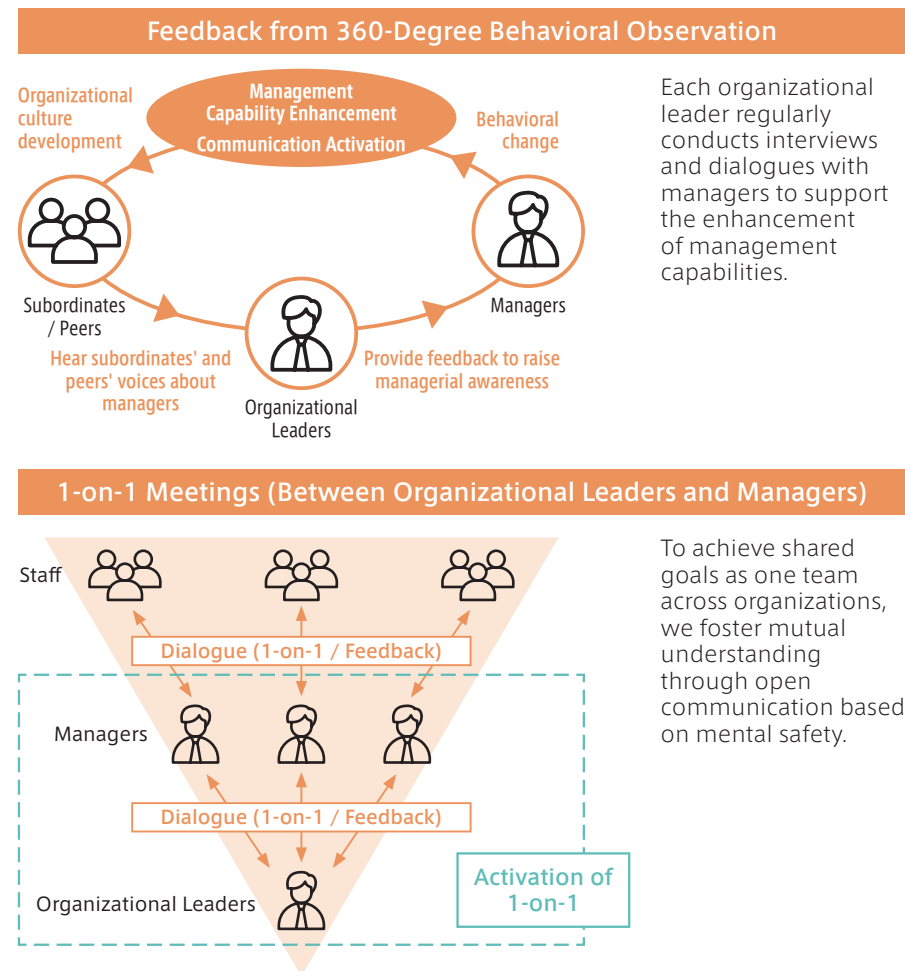 Feedback from 360-Degree Behavioral Observation
Organizational
culture
development
Management
Capability Enhancement
Communication Activation
Behavioral
change
Subordinates
/ Peers
Managers
Hear subordinates' and
peers' voices about
managers
Provide feedback to raise
managerial awareness
Organizational
Leaders
Each organizational
leader regularly
conducts interviews
and dialogues with
managers to support
the enhancement
of management
capabilities.
1-on-1 Meetings (Between Organizational Leaders and Managers)
Staff
Dialogue (1-on-1 / Feedback)
Managers
Dialogue (1-on-1 / Feedback)
Organizational Leaders
Activation of
1-on-1
To achieve shared
goals as one team
across organizations,
we foster mutual
understanding
through open
communication based
on mental safety.